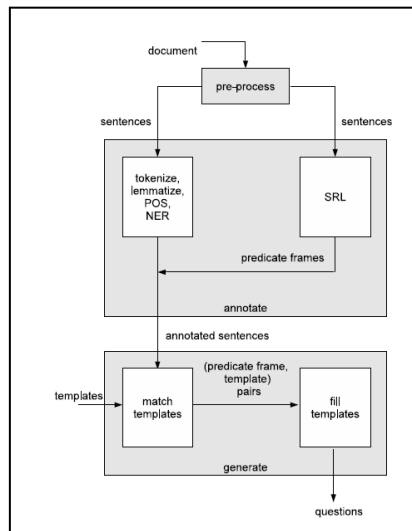 document
pre-process
sentences
sentences
tokenize,
lemmatize,
POS,
NER
SRL
predicate frames
annotate
annotated sentences
(predicate frame,
template)
pairs
templates
match
templates
fill
templates
generate
questions